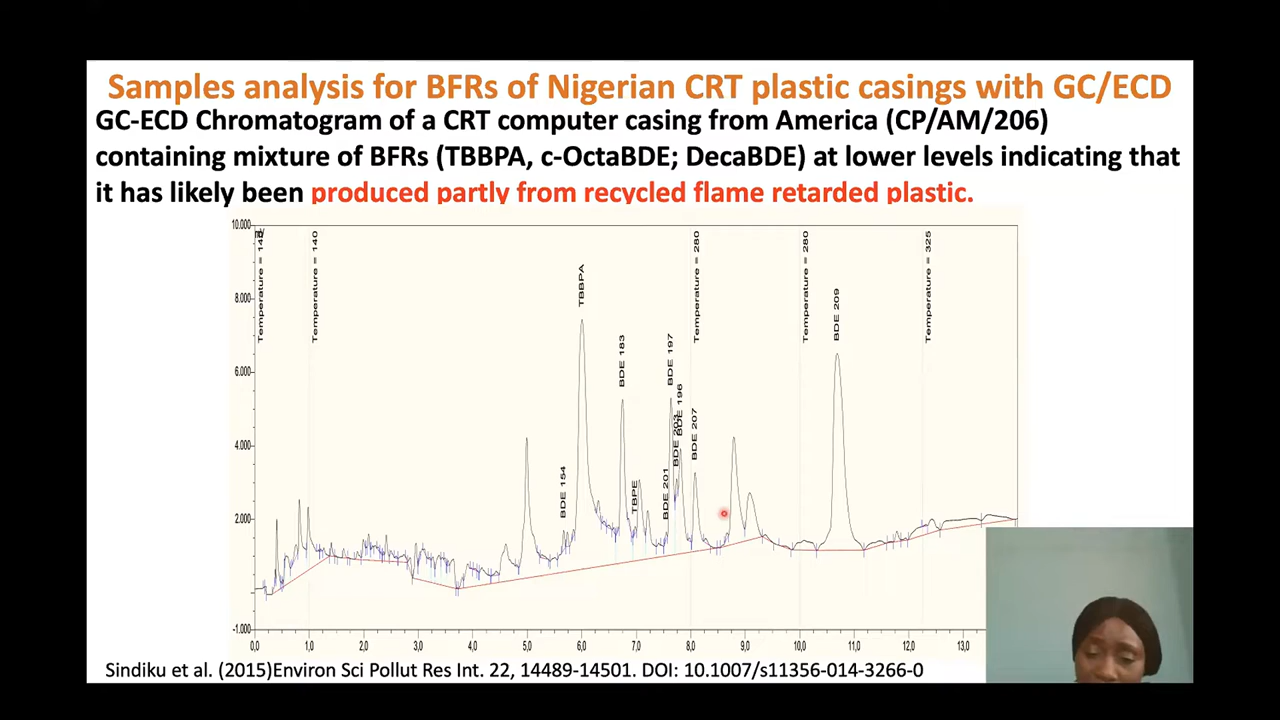 Samples analysis for BFRs of Nigerian CRT plastic casings with GC/ECD
GC-ECD Chromatogram of a CRT computer casing from America (CP/AM/206)
containing mixture of BFRs (TBBPA, c-OctaBDE; DecaBDE) at lower levels indicating that
it has likely been produced partly from recycled flame retarded plastic.
10.000
8.000
6.000
4.000
2.000
-1.000
Temperature = 140
Temperature = 280
Temperature = 280
Temperature = 325
BDE 154
TBBPA
BDE 183
TBPE
BDE 201
BDE 197
BDE 203
BDE 196
BDE 207
BDE 209
0,0 1,0 2,0 3,0 4,0 5,0 6,0 7,0 8,0 9,0 10,0 11,0 12,0 13,0
Sindiku et al. (2015)Environ Sci Pollut Res Int. 22, 14489-14501. DOI: 10.1007/s11356-014-3266-0